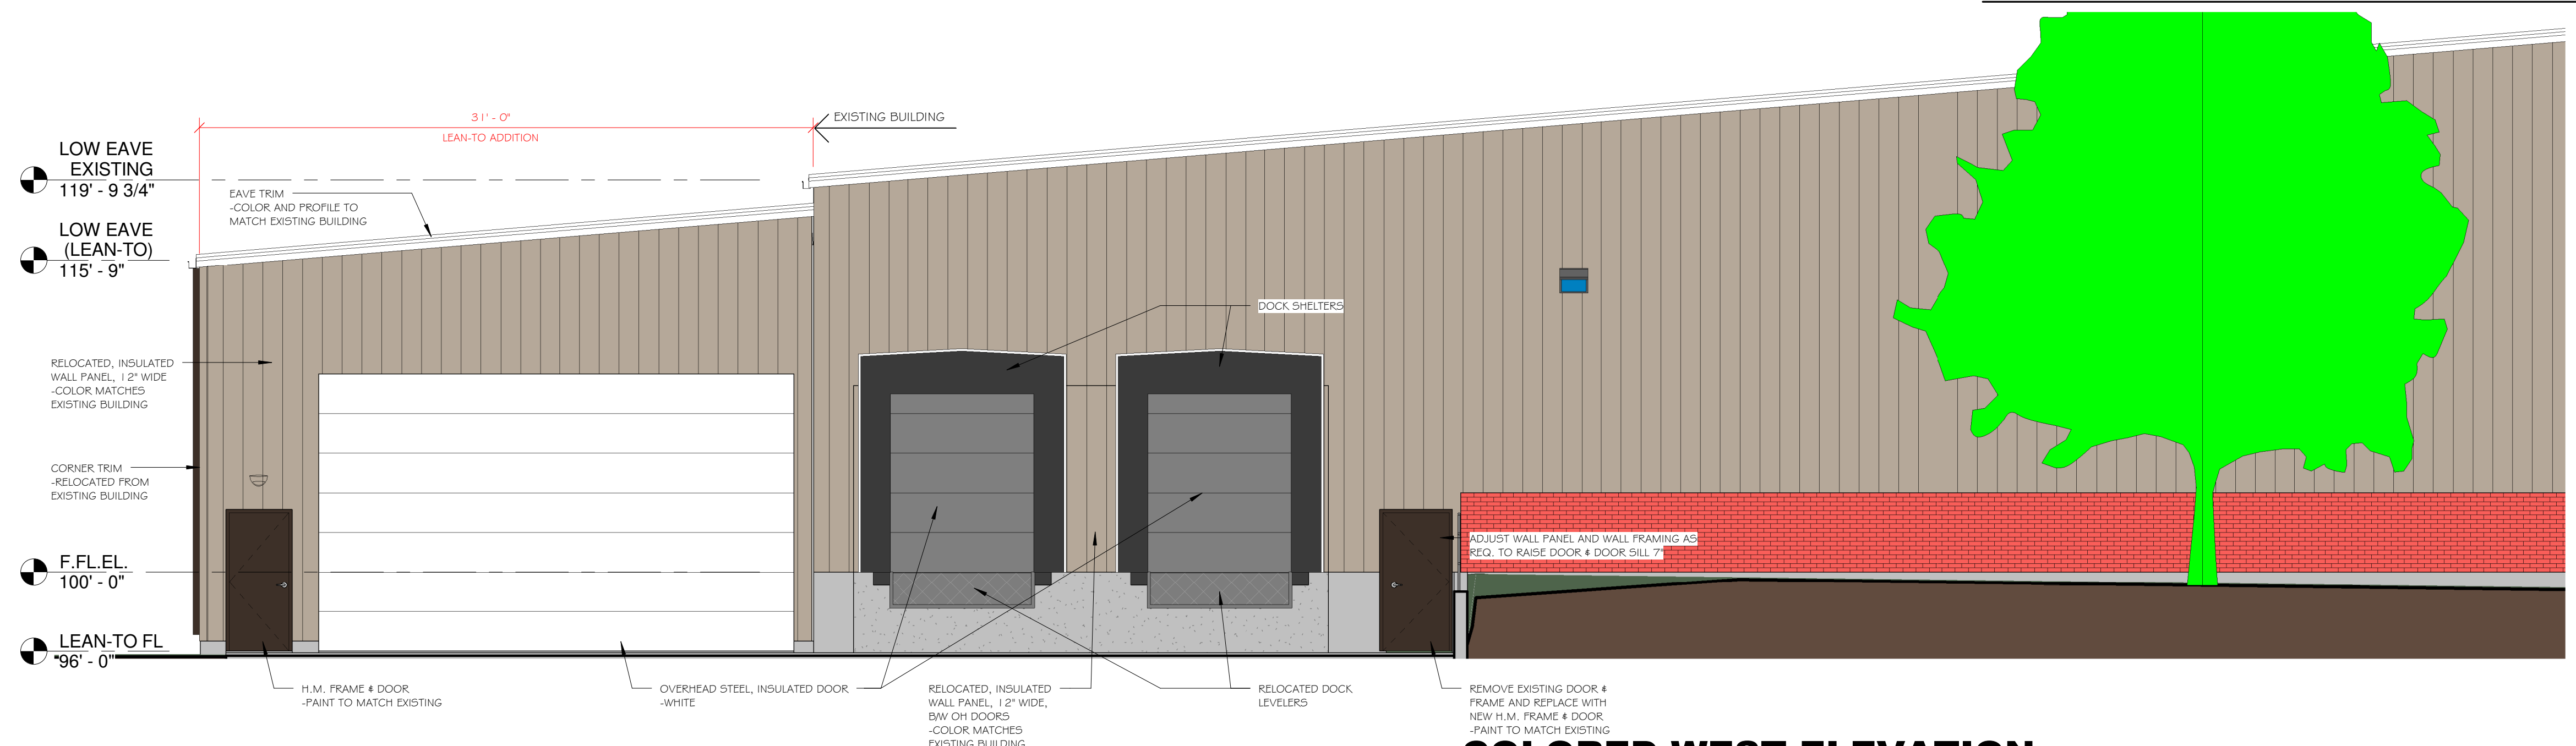 31' - 0"
LEAN-TO ADDITION
EXISTING BUILDING
LOW EAVE
EXISTING
119' - 9 3/4"
EAVE TRIM
-COLOR AND PROFILE TO
MATCH EXISTING BUILDING
LOW EAVE
(LEAN-TO)
115' - 9"
DOCK SHELTERS
RELOCATED, INSULATED
WALL PANEL, 12" WIDE
-COLOR MATCHES
EXISTING BUILDING
CORNER TRIM
-RELOCATED FROM
EXISTING BUILDING
ADJUST WALL PANEL AND WALL FRAMING AS
REQ. TO RAISE DOOR & DOOR SILL 7"
F.FL.EL.
100' - 0"
LEAN-TO FL
96' - 0"
H.M. FRAME & DOOR
-PAINT TO MATCH EXISTING
OVERHEAD STEEL, INSULATED DOOR
-WHITE
RELOCATED, INSULATED
WALL PANEL, 12" WIDE,
B/W OH DOORS
-COLOR MATCHES
EXISTING BUILDING
RELOCATED DOCK
LEVELERS
REMOVE EXISTING DOOR &
FRAME AND REPLACE WITH
NEW H.M. FRAME & DOOR
-PAINT TO MATCH EXISTING
COLORED WEST ELEVATION